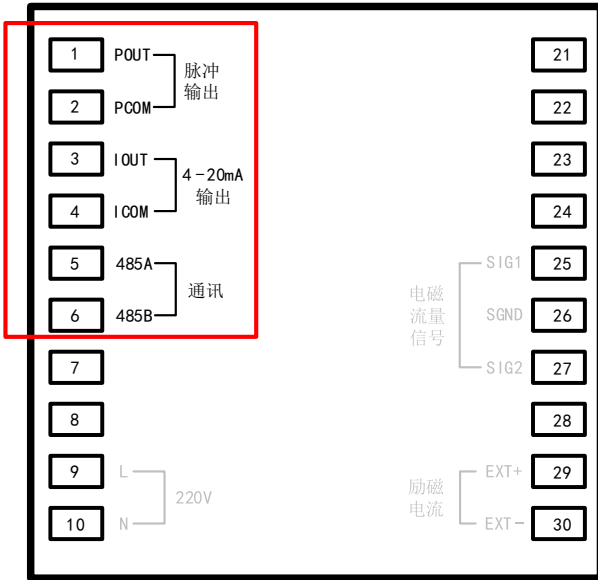 1 POUT
脉冲
输出
2 PCOM
3 IOUT
4-20mA
输出
4 ICOM
5 485A
通讯
6 485B
7
8
9 L
220V
10 N
21
22
23
24
SIG1 25
电磁
流量
信号
SGND 26
SIG2 27
28
EXT+ 29
励磁
电流
EXT- 30